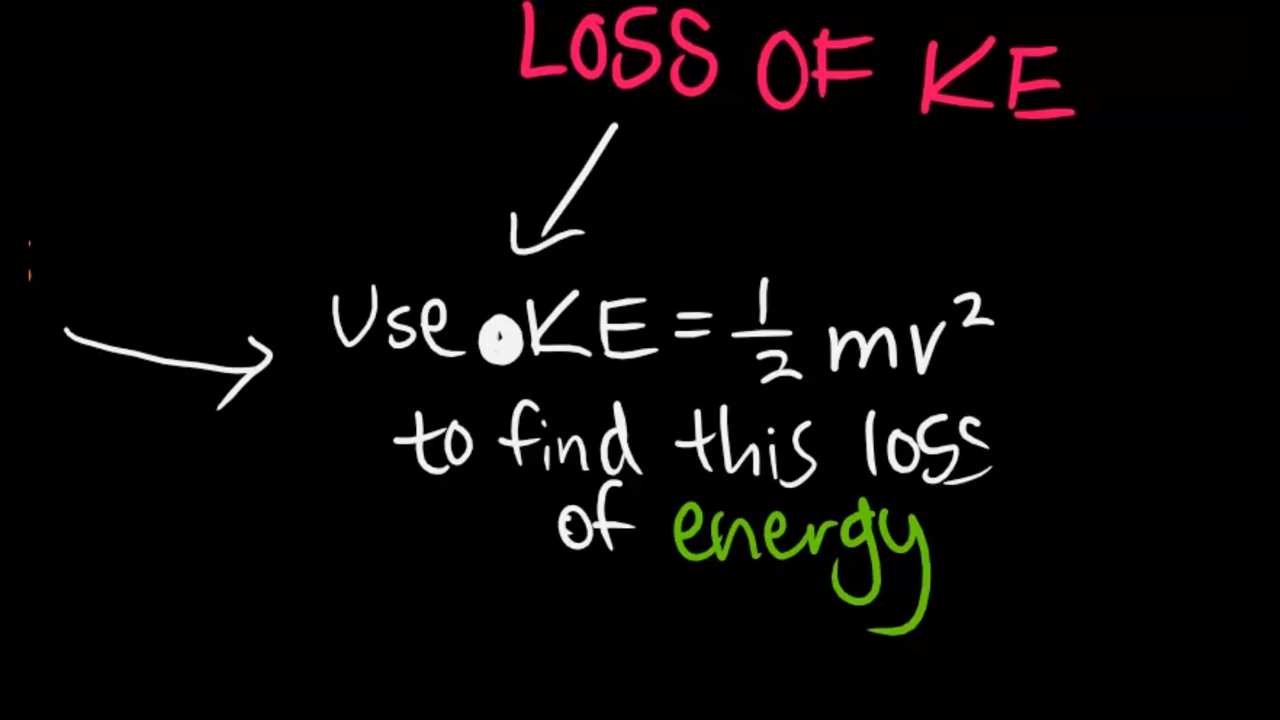 LOSS OF KE
Use KE = 1/2 mv²
to find this loss
of energy